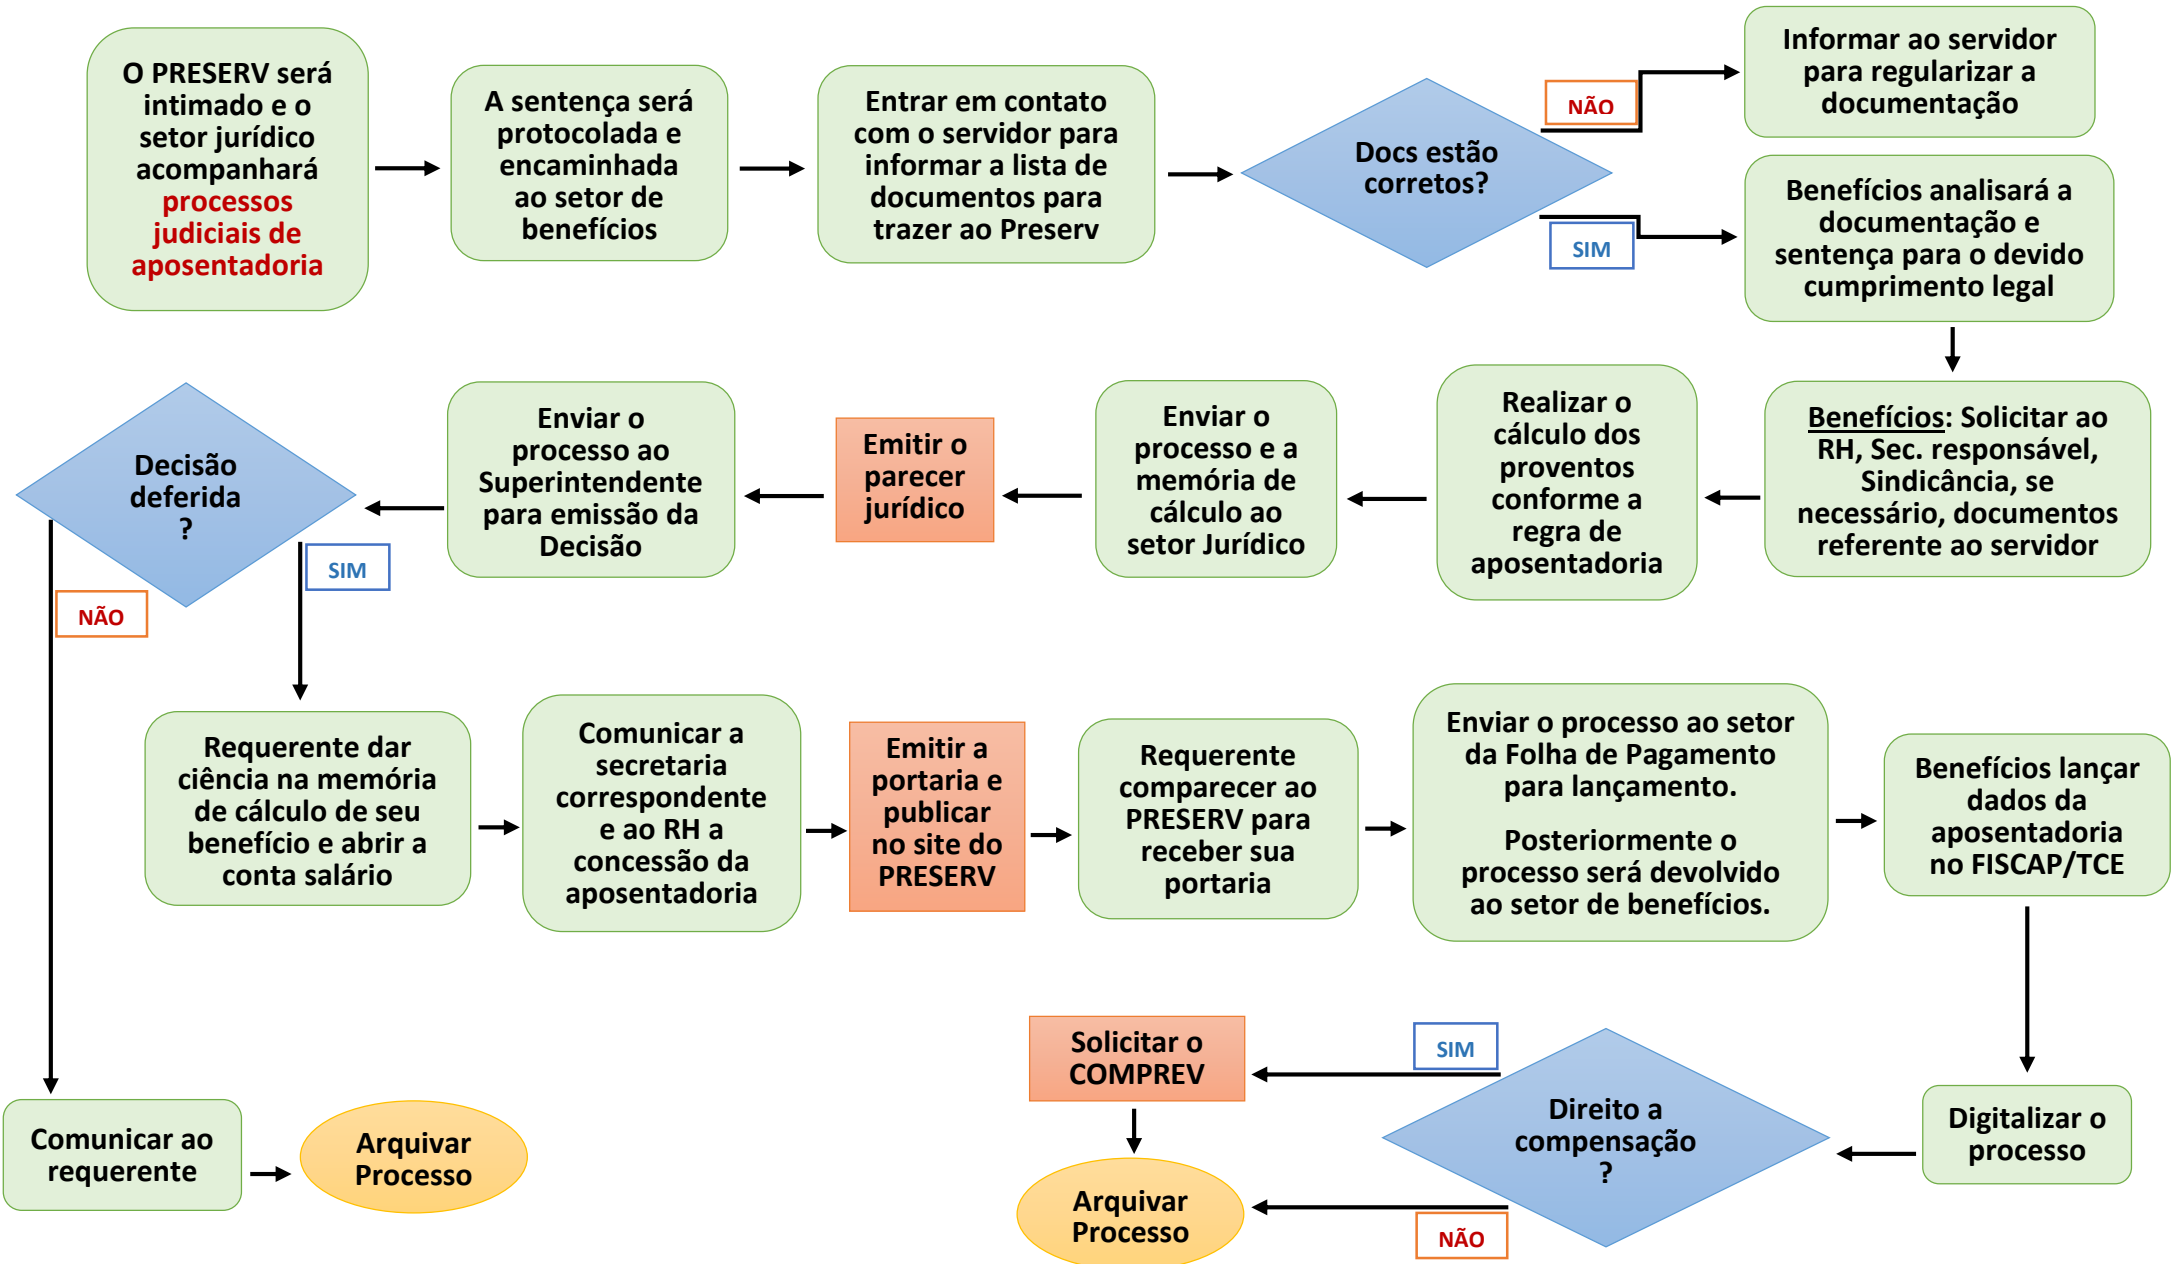 O PRESERV será
intimado e o
setor jurídico
acompanhará
processos
judiciais de
aposentadoria
A sentença será
protocolada e
encaminhada
ao setor de
benefícios
Entrar em contato
com o servidor para
informar a lista de
documentos para
trazer ao Preserv
Docs estão
corretos?
NÃO
Informar ao servidor
para regularizar a
documentação
SIM
Benefícios analisará a
documentação e
sentença para o devido
cumprimento legal
Benefícios: Solicitar ao
RH, Sec. responsável,
Sindicância, se
necessário, documentos
referente ao servidor
Realizar o
cálculo dos
proventos
conforme a
regra de
aposentadoria
Enviar o
processo e a
memória de
cálculo ao
setor Jurídico
Emitir o
parecer
jurídico
Enviar o
processo ao
Superintendente
para emissão da
Decisão
Decisão
deferida
?
SIM
NÃO
Requerente dar
ciência na memória
de cálculo de seu
benefício e abrir a
conta salário
Comunicar a
secretaria
correspondente
e ao RH a
concessão da
aposentadoria
Emitir a
portaria e
publicar
no site do
PRESERV
Requerente
comparecer ao
PRESERV para
receber sua
portaria
Enviar o processo ao setor
da Folha de Pagamento
para lançamento.
Posteriormente o
processo será devolvido
ao setor de benefícios.
Benefícios lançar
dados da
aposentadoria
no FISCAP/TCE
Digitalizar o
processo
Direito a
compensação
?
SIM
Solicitar o
COMPREV
NÃO
Arquivar
Processo
Comunicar ao
requerente
Arquivar
Processo